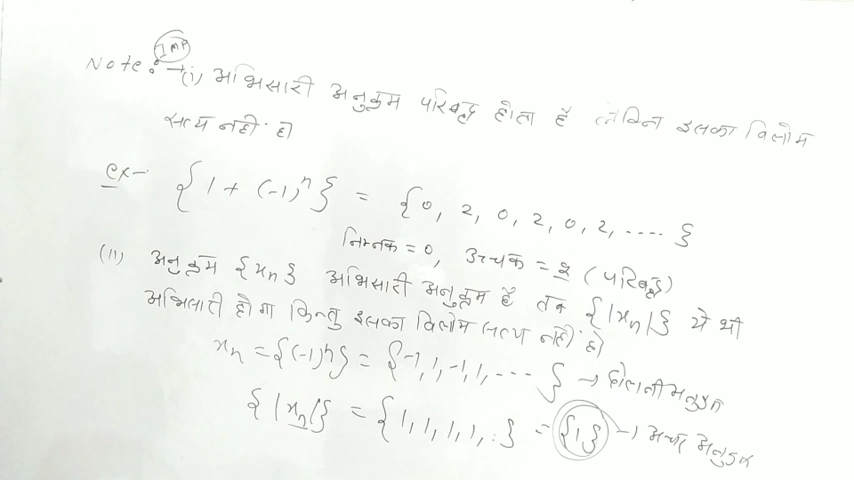 IMP
Note:→(i) अभिसारी अनुक्रम परिबद्ध होता है लेकिन इसका विलोम
सत्य नहीं है।
ex- {1 + (-1)^n} = {0, 2, 0, 2, 0, 2, ....}
निम्नक = 0, उच्चक = 2 (परिबद्ध)
(ii) अनुक्रम {xn} अभिसारी अनुक्रम है तब {|xn|} ये भी
अभिसारी होगा किन्तु इसका विलोम सत्य नहीं है।
xn = {(-1)^n} = {-1, 1, -1, 1, ....} → दोलानी अनुक्रम
{|xn|} = {1, 1, 1, 1, ..} = {1} → अचर अनुक्रम